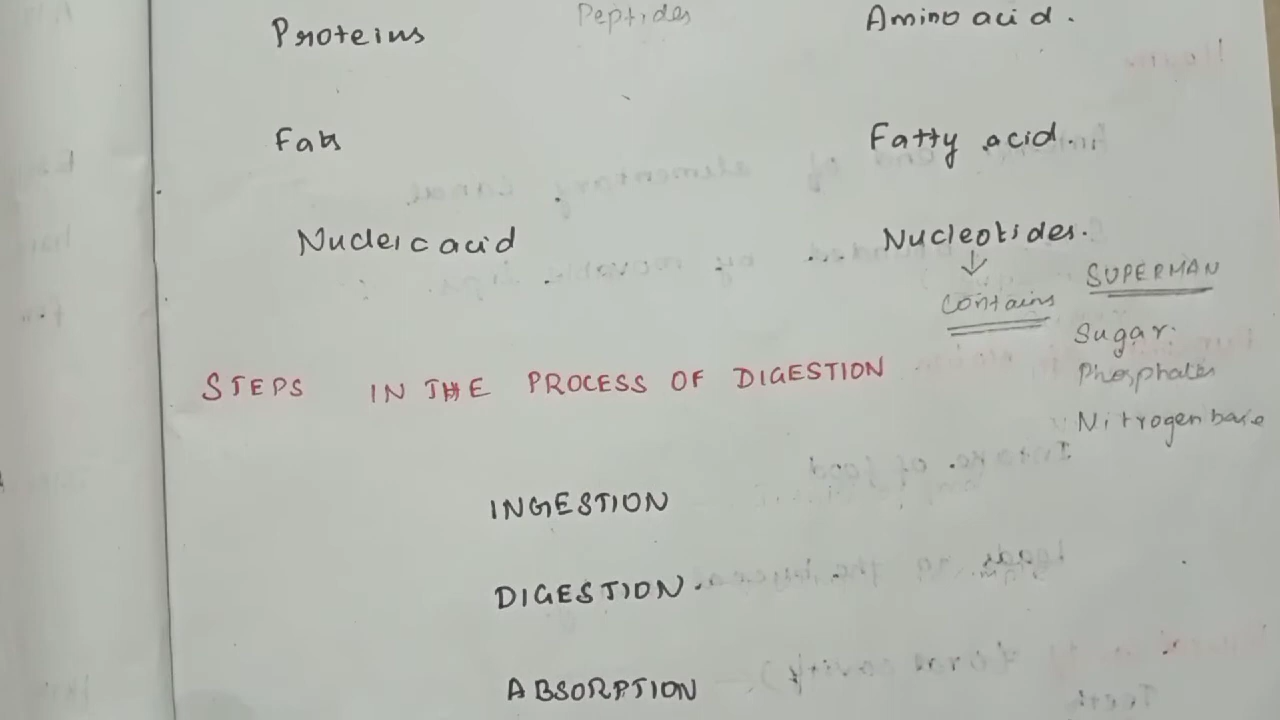 Proteins Peptides Amino acid.
Fats Fatty acid.
Nucleic acid Nucleotides.
↓
Contains SUPERMAN
Sugar.
Phosphates
STEPS IN THE PROCESS OF DIGESTION
Nitrogen base
INGESTION
DIGESTION.
ABSORPTION